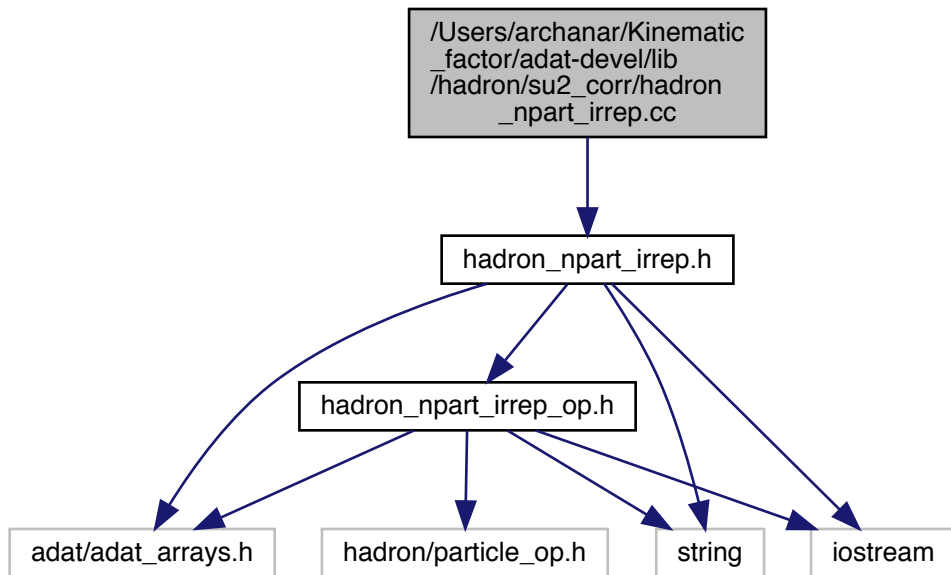 /Users/archanar/Kinematic
_factor/adat-devel/lib
/hadron/su2_corr/hadron
_npart_irrep.cc
hadron_npart_irrep.h
hadron_npart_irrep_op.h
adat/adat_arrays.h
hadron/particle_op.h
string
iostream